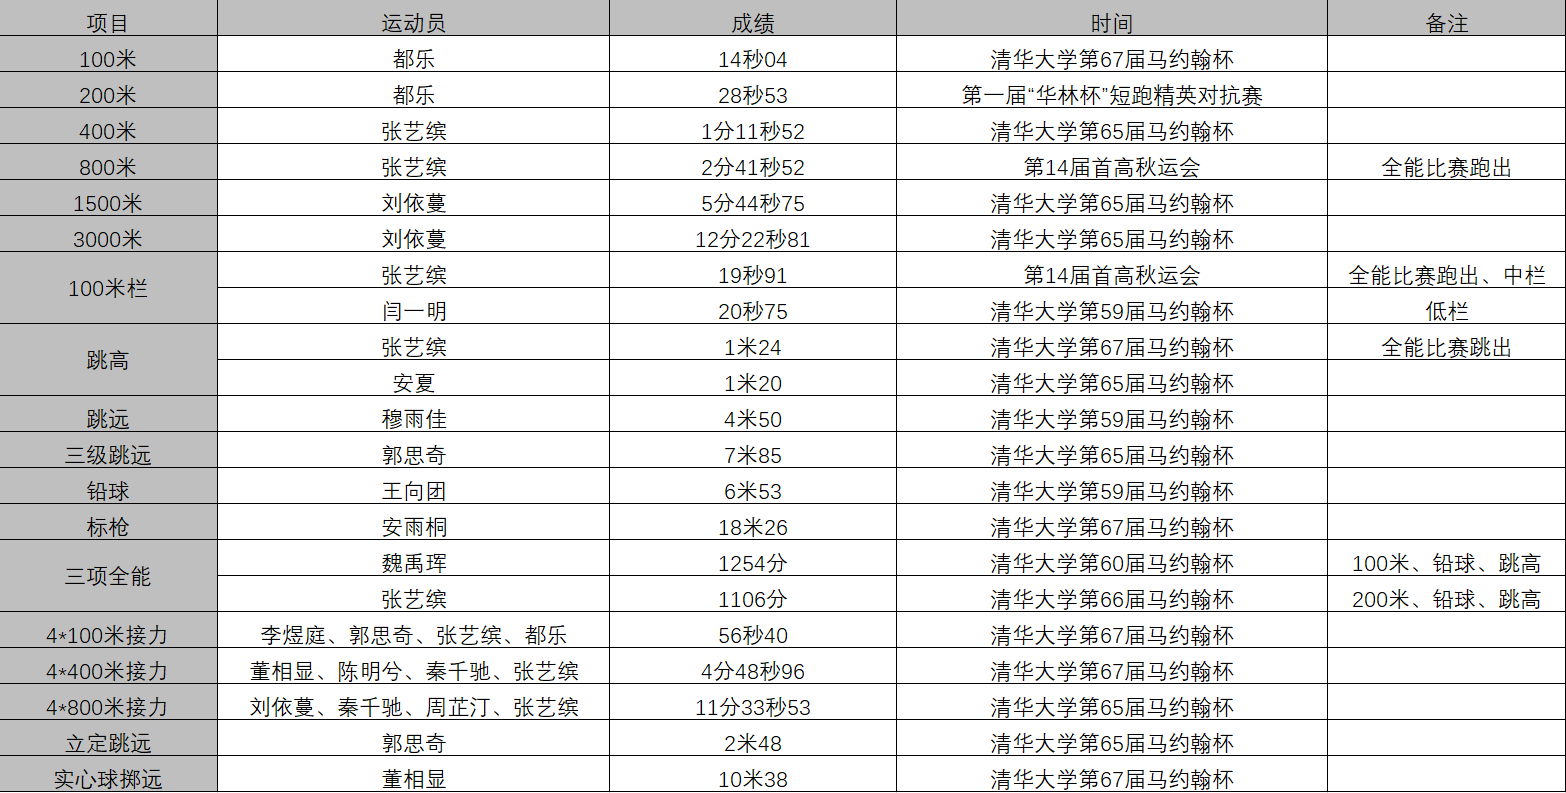 项目 运动员 成绩 时间 备注
100米 都乐 14秒04 清华大学第67届马约翰杯
200米 都乐 28秒53 第一届“华林杯”短跑精英对抗赛
400米 张艺缤 1分11秒52 清华大学第65届马约翰杯
800米 张艺缤 2分41秒52 第14届首高秋运会 全能比赛跑出
1500米 刘依蔓 5分44秒75 清华大学第65届马约翰杯
3000米 刘依蔓 12分22秒81 清华大学第65届马约翰杯
100米栏 张艺缤 19秒91 第14届首高秋运会 全能比赛跑出、中栏
闫一明 20秒75 清华大学第59届马约翰杯 低栏
跳高 张艺缤 1米24 清华大学第67届马约翰杯 全能比赛跳出
安夏 1米20 清华大学第65届马约翰杯
跳远 穆雨佳 4米50 清华大学第59届马约翰杯
三级跳远 郭思奇 7米85 清华大学第65届马约翰杯
铅球 王向团 6米53 清华大学第59届马约翰杯
标枪 安雨桐 18米26 清华大学第67届马约翰杯
三项全能 魏禹珲 1254分 清华大学第60届马约翰杯 100米、铅球、跳高
张艺缤 1106分 清华大学第66届马约翰杯 200米、铅球、跳高
4*100米接力 李煜庭、郭思奇、张艺缤、都乐 56秒40 清华大学第67届马约翰杯
4*400米接力 董相显、陈明兮、秦千驰、张艺缤 4分48秒96 清华大学第67届马约翰杯
4*800米接力 刘依蔓、秦千驰、周芷汀、张艺缤 11分33秒53 清华大学第65届马约翰杯
立定跳远 郭思奇 2米48 清华大学第65届马约翰杯
实心球掷远 董相显 10米38 清华大学第67届马约翰杯